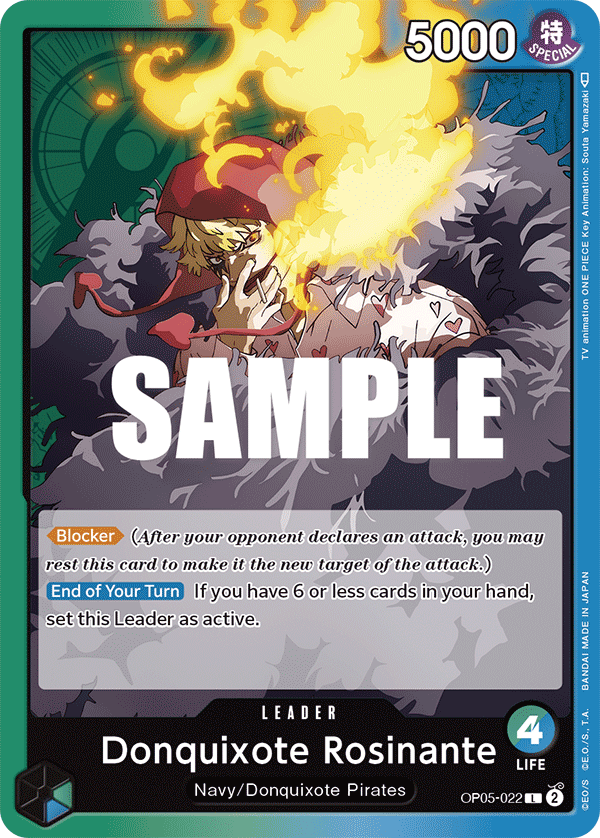 5000
特
SPECIAL
TV animation ONE PIECE Key Animation: Souta Yamazaki
SAMPLE
Blocker (After your opponent declares an attack, you may
rest this card to make it the new target of the attack.)
End of Your Turn If you have 6 or less cards in your hand,
set this Leader as active.
©EO/S ©E.O./S., T.A. BANDAI MADE IN JAPAN
LEADER
Donquixote Rosinante
4
LIFE
Navy/Donquixote Pirates
OP05-022 L 2